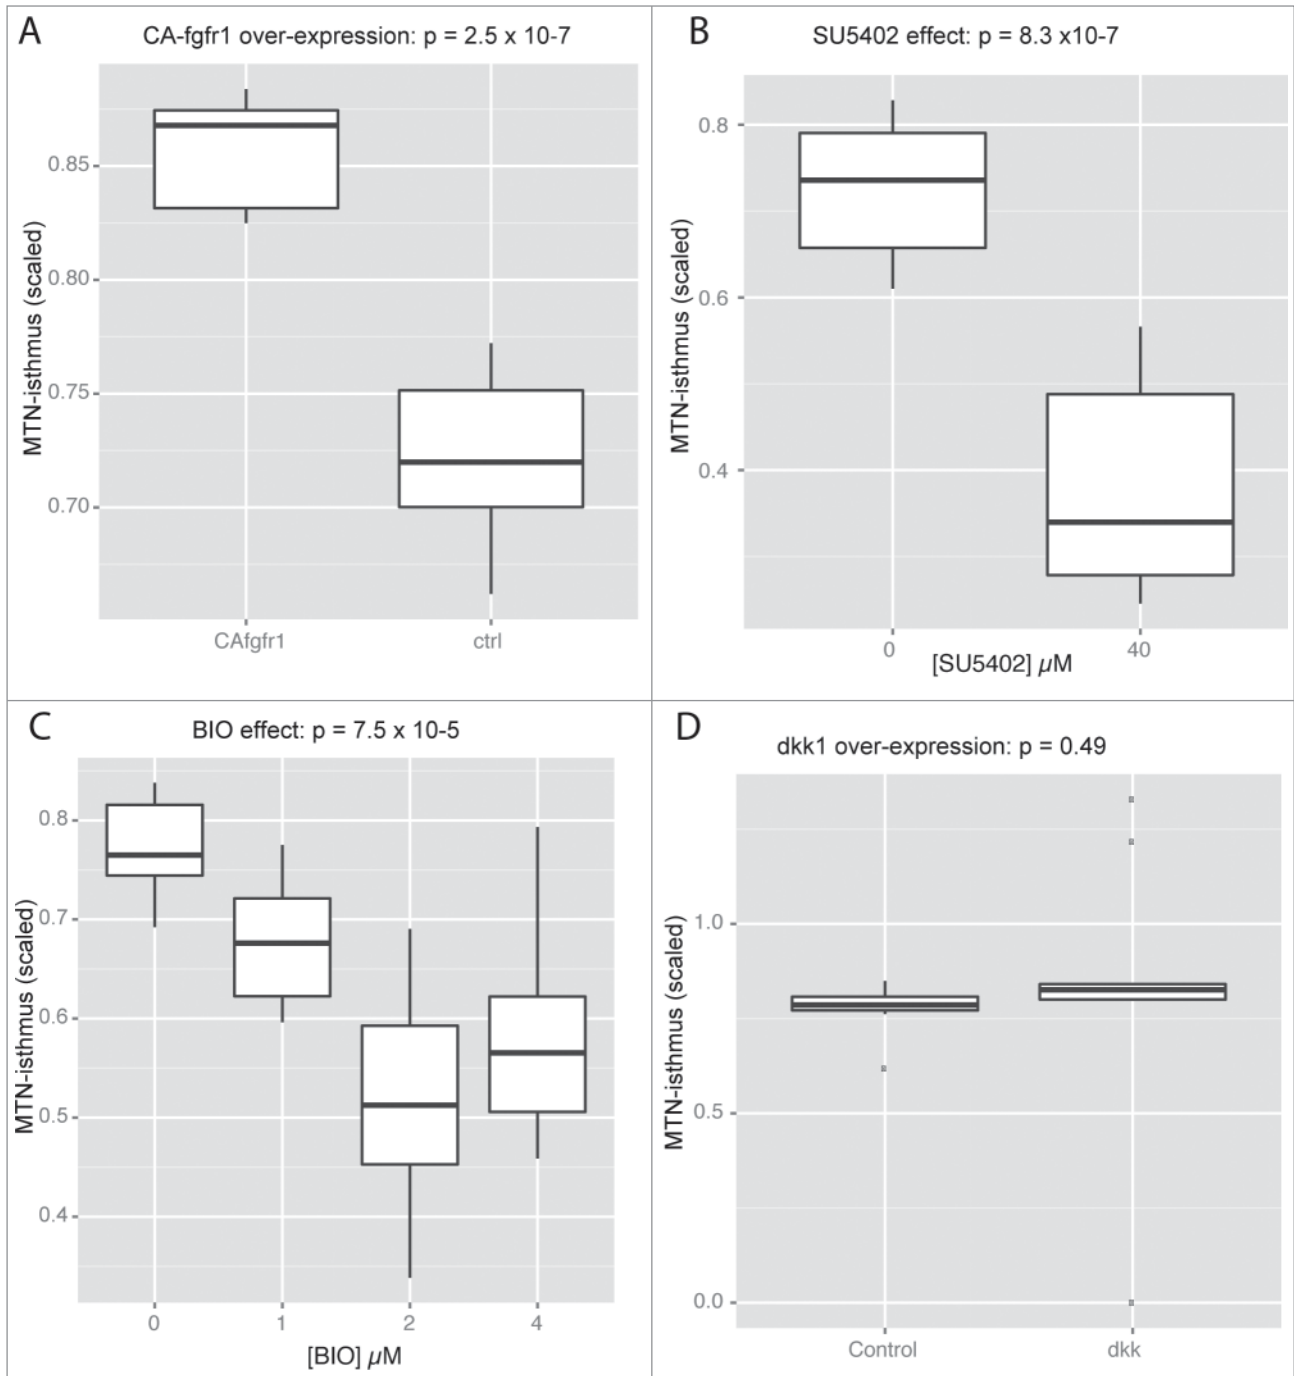 A
CA-fgfr1 over-expression: p = 2.5 x 10-7
MTN-isthmus (scaled)
0.85
0.80
0.75
0.70
CAfgfr1 ctrl
B
SU5402 effect: p = 8.3 x10-7
MTN-isthmus (scaled)
0.8
0.6
0.4
0 40
[SU5402] µM
C
BIO effect: p = 7.5 x 10-5
MTN-isthmus (scaled)
0.8
0.7
0.6
0.5
0.4
0 1 2 4
[BIO] µM
D
dkk1 over-expression: p = 0.49
MTN-isthmus (scaled)
1.0
0.5
0.0
Control dkk